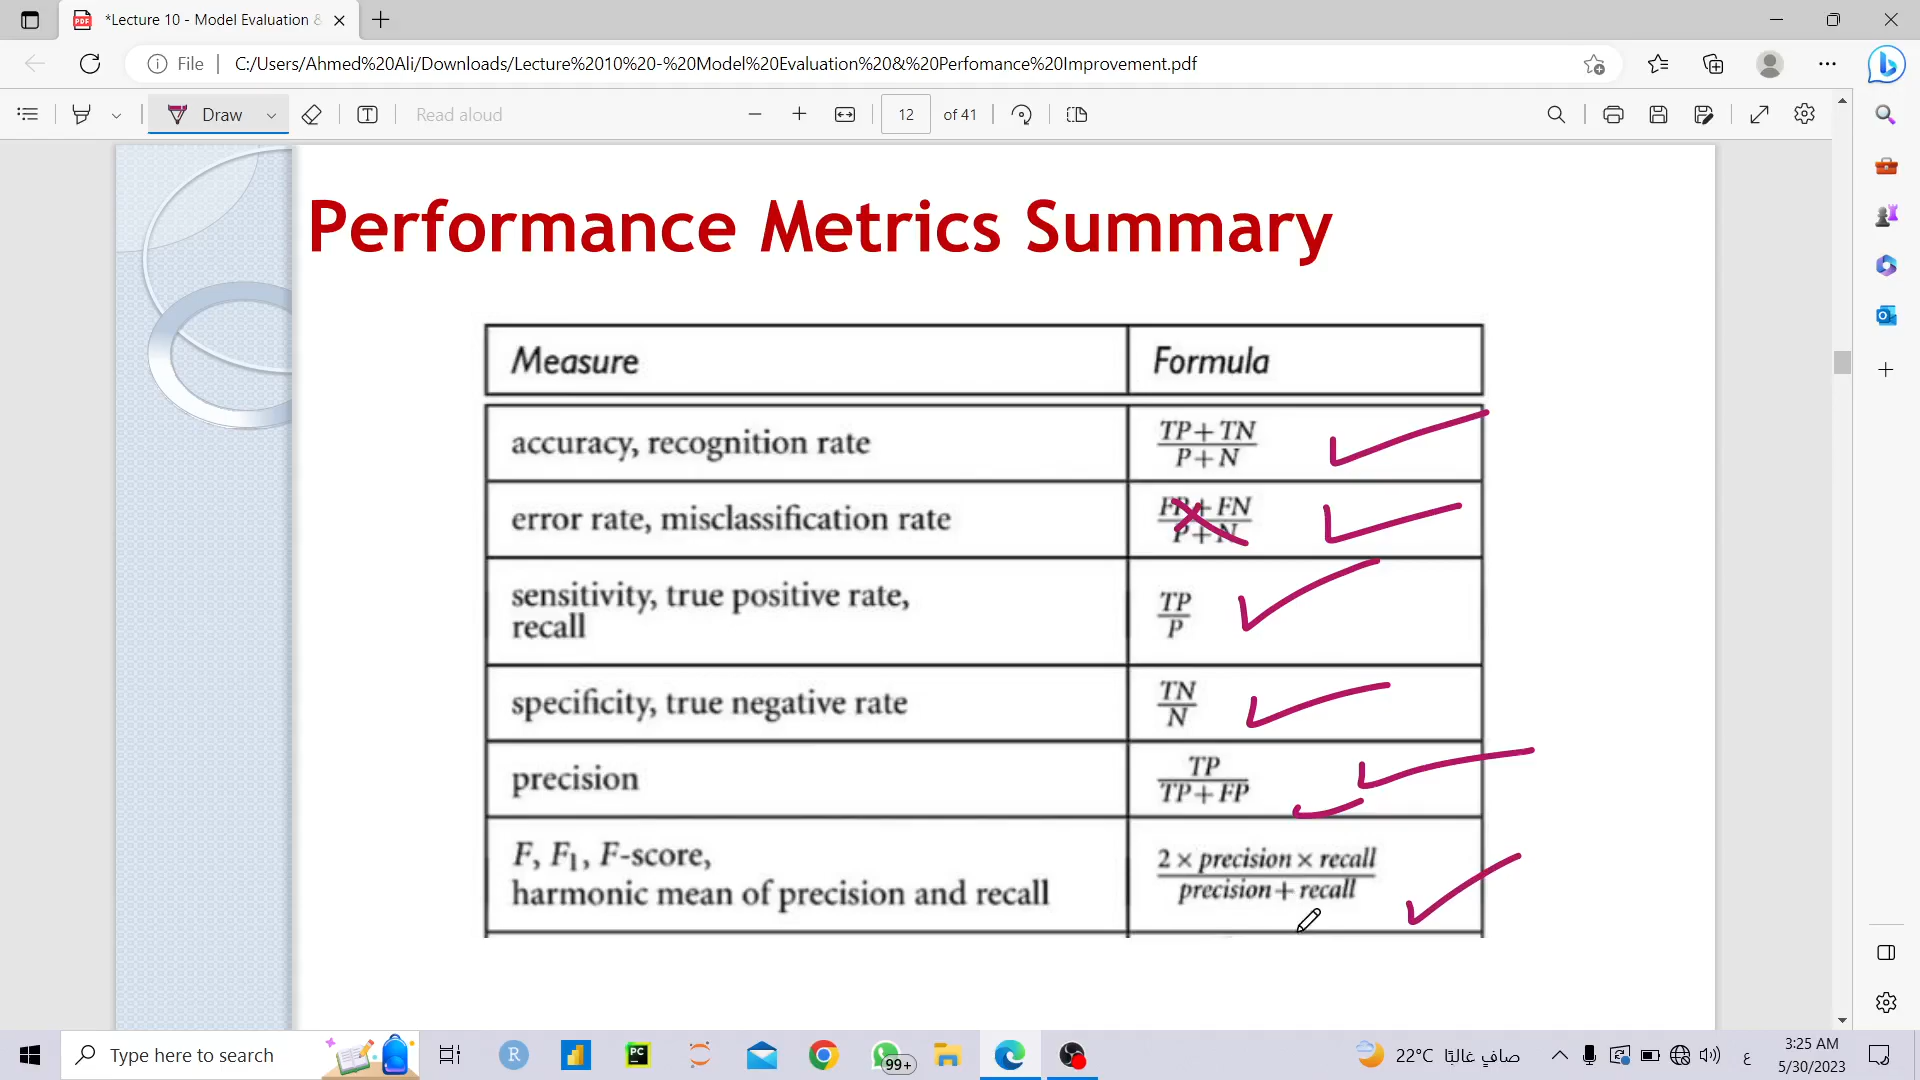 *Lecture 10 - Model Evaluation &
File
C:/Users/Ahmed%20Ali/Downloads/Lecture%2010%20-%20Model%20Evaluation%20&%20Perfomance%20Improvement.pdf
Draw
Read aloud
12 of 41
Performance Metrics Summary
Measure Formula
accuracy, recognition rate
TP + TN
P + N
error rate, misclassification rate
FP + FN
P + N
sensitivity, true positive rate,
recall
TP
P
specificity, true negative rate
TN
N
precision
TP
TP + FP
F, F1, F-score,
harmonic mean of precision and recall
2 × precision × recall
precision + recall
Type here to search
99+
22°C صافٍ غالبًا
ع
3:25 AM
5/30/2023